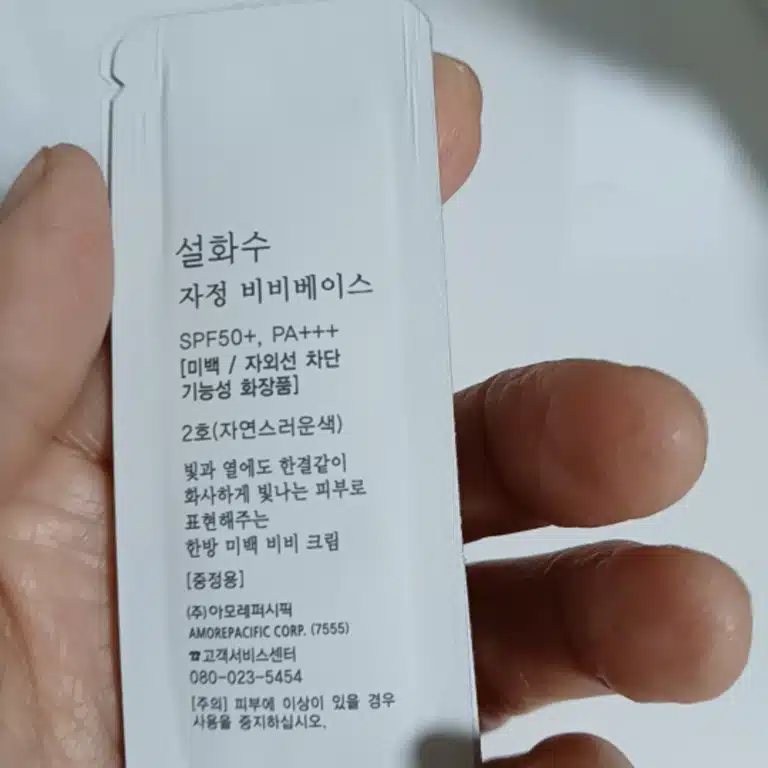 설화수
자정 비비베이스
SPF50+, PA+++
[미백 / 자외선 차단
기능성 화장품]
2호(자연스러운색)
빛과 열에도 한결같이
화사하게 빛나는 피부로
표현해주는
한방 미백 비비 크림
[중정용]
(주)아모레퍼시픽
AMOREPACIFIC CORP. (7555)
☎고객서비스센터
080-023-5454
[주의] 피부에 이상이 있을 경우
사용을 중지하십시오.